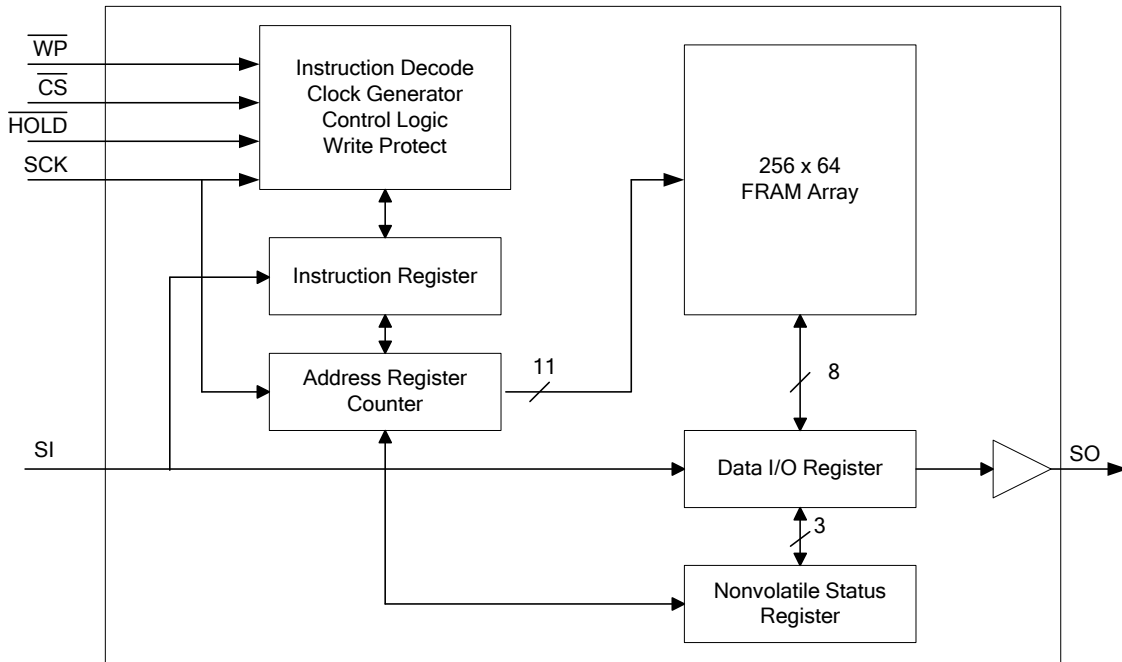 WP
CS
HOLD
SCK
Instruction Decode
Clock Generator
Control Logic
Write Protect
256 x 64
FRAM Array
Instruction Register
Address Register
Counter
11
8
SI
Data I/O Register
SO
3
Nonvolatile Status
Register